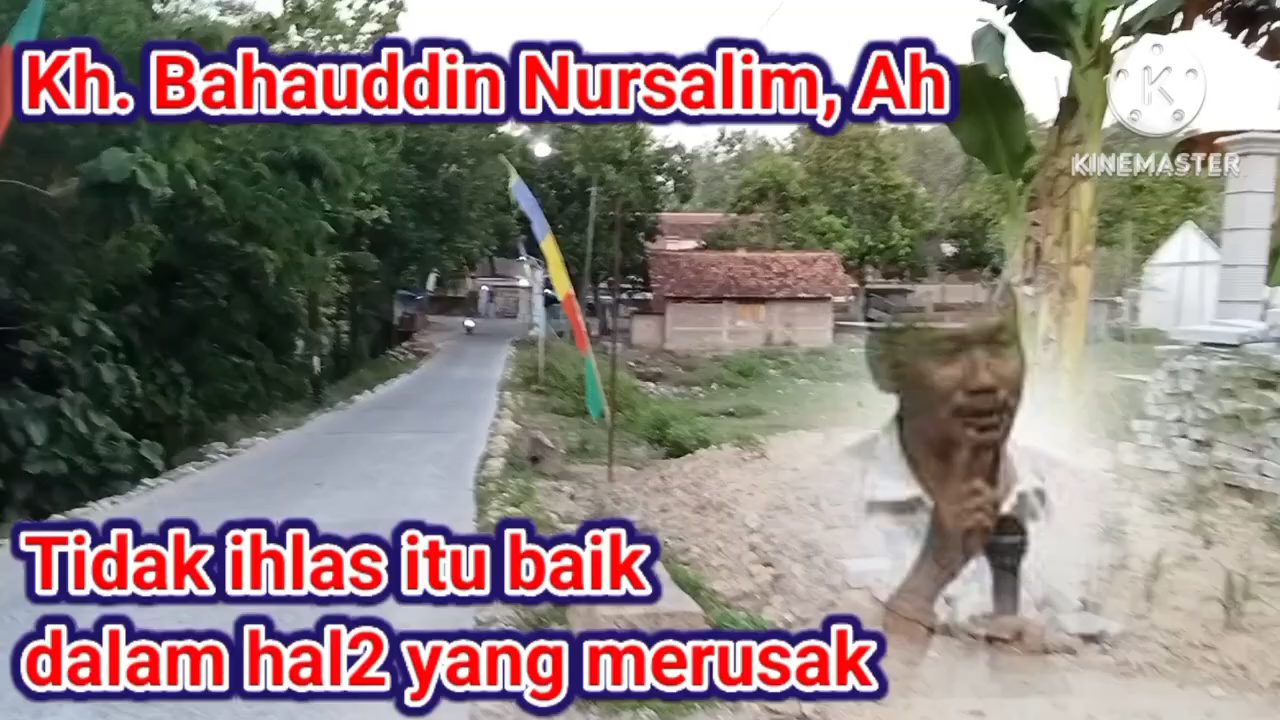 Kh. Bahauddin Nursalim, Ah
KINEMASTER
Tidak ihlas itu baik
dalam hal2 yang merusak